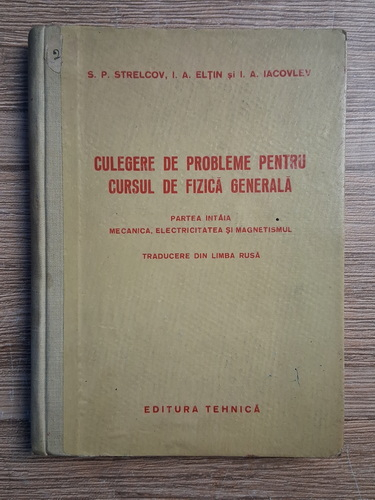 S. P. STRELCOV, I. A. ELȚIN și I. A. IACOVLEV
CULEGERE DE PROBLEME PENTRU
CURSUL DE FIZICĂ GENERALĂ
PARTEA INTÂIA
MECANICA, ELECTRICITATEA ȘI MAGNETISMUL
TRADUCERE DIN LIMBA RUSĂ
EDITURA TEHNICĂ